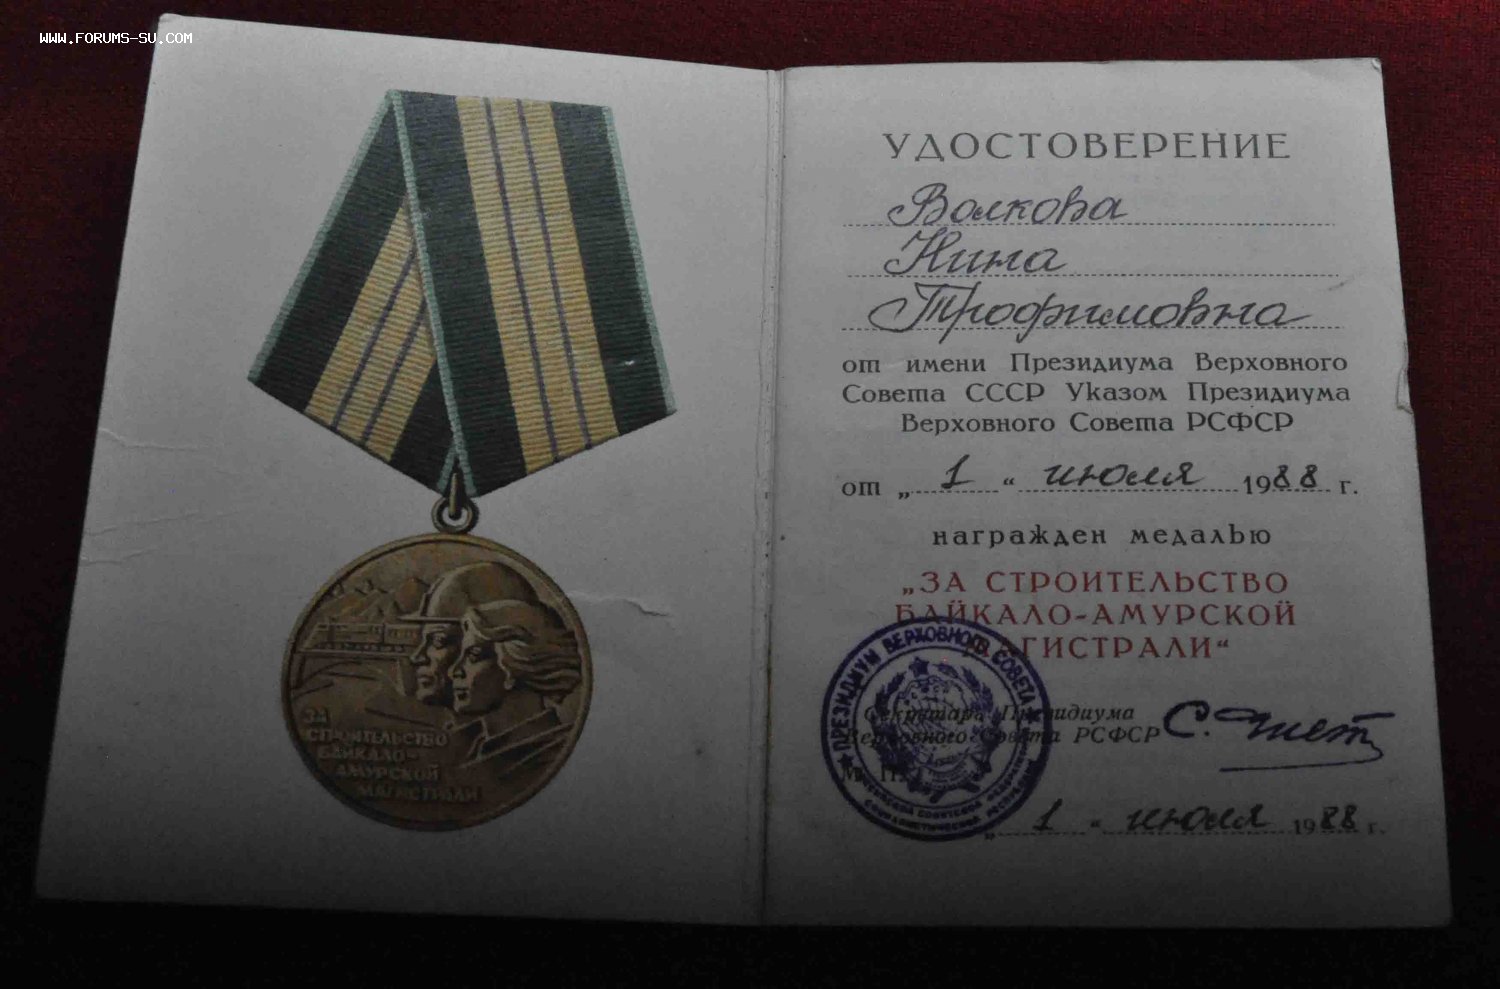 WWW.FORUMS-SU.COM
ЗА
СТРОИТЕЛЬСТВО
БАЙКАЛО-
АМУРСКОЙ
МАГИСТРАЛИ
УДОСТОВЕРЕНИЕ
Волкова
Нина
Трофимовна
от имени Президиума Верховного
Совета СССР Указом Президиума
Верховного Совета РСФСР
от „ 1 “ июля 1988 г.
награжден медалью
„ЗА СТРОИТЕЛЬСТВО
БАЙКАЛО-АМУРСКОЙ
МАГИСТРАЛИ“
ПРЕЗИДИУМ ВЕРХОВНОГО СОВЕТА
Секретарь Президиума
Верховного Совета РСФСР
М. П.
„ 1 “ июля 1988 г.